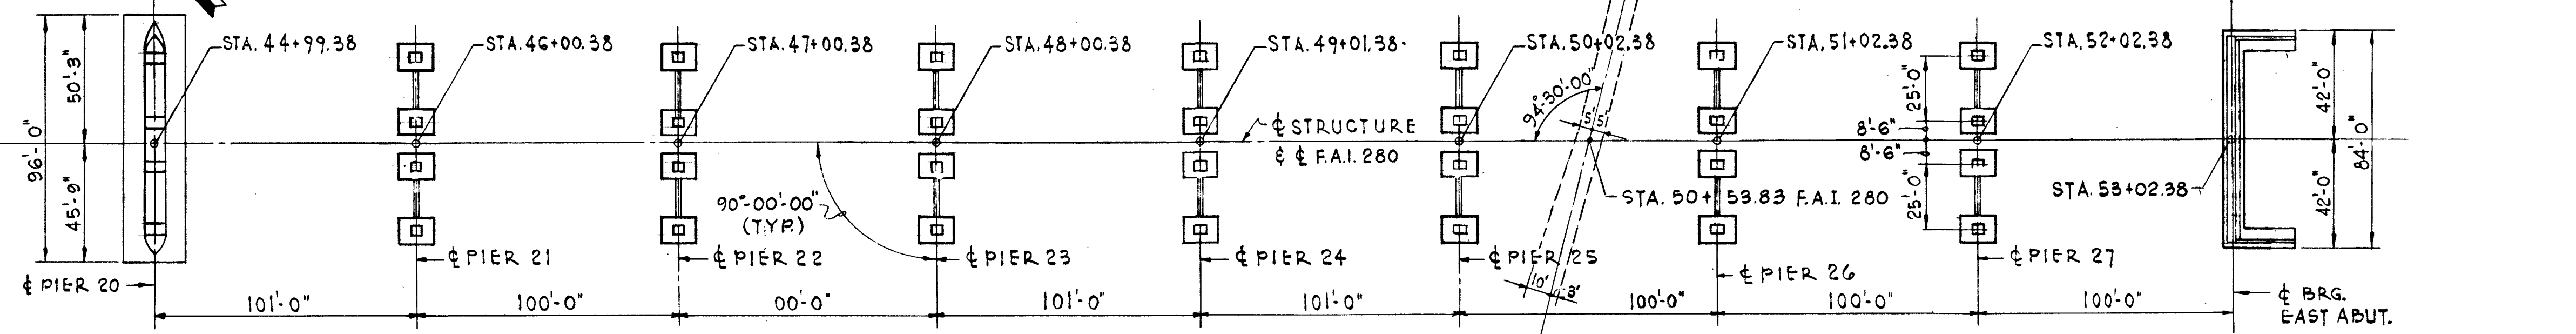 STA. 44+99.38
STA. 46+00.38
STA. 47+00.38
STA. 48+00.38
STA. 49+01.38
STA. 50+02.38
STA. 51+02.38
STA. 52+02.38
96'-0"
50'-3"
45'-9"
94°-30'-00"
5' 5'
℄ STRUCTURE
& ℄ F.A.I. 280
25'-0"
8'-6"
8'-6"
25'-0"
42'-0"
84'-0"
42'-0"
STA. 53+02.38
STA. 50+ 53.83 F.A.I. 280
90°-00'-00"
(TYP.)
℄ PIER 20
℄ PIER 21
℄ PIER 22
℄ PIER 23
℄ PIER 24
℄ PIER 25
℄ PIER 26
℄ PIER 27
10'
101'-0"
100'-0"
00'-0"
101'-0"
101'-0"
100'-0"
100'-0"
100'-0"
℄ BRG.
EAST ABUT.